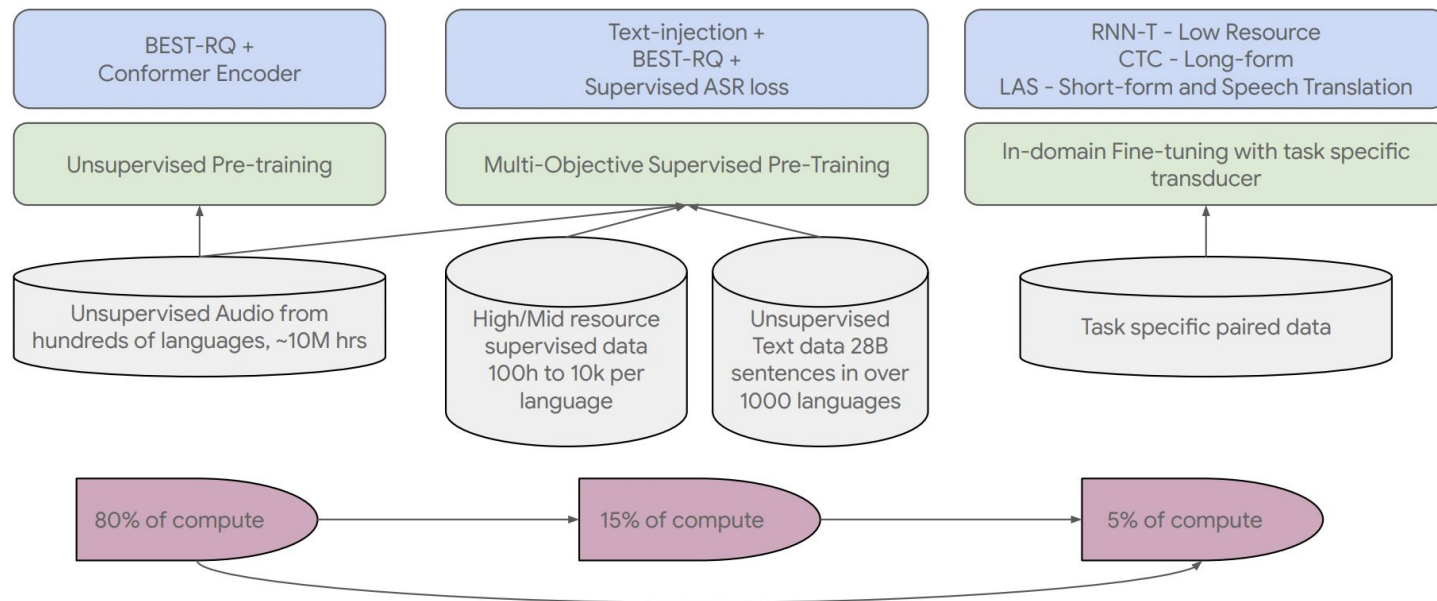 BEST-RQ +
Conformer Encoder
Text-injection +
BEST-RQ +
Supervised ASR loss
RNN-T - Low Resource
CTC - Long-form
LAS - Short-form and Speech Translation
Unsupervised Pre-training
Multi-Objective Supervised Pre-Training
In-domain Fine-tuning with task specific
transducer
Unsupervised Audio from
hundreds of languages, ~10M hrs
High/Mid resource
supervised data
100h to 10k per
language
Unsupervised
Text data 28B
sentences in over
1000 languages
Task specific paired data
80% of compute
15% of compute
5% of compute